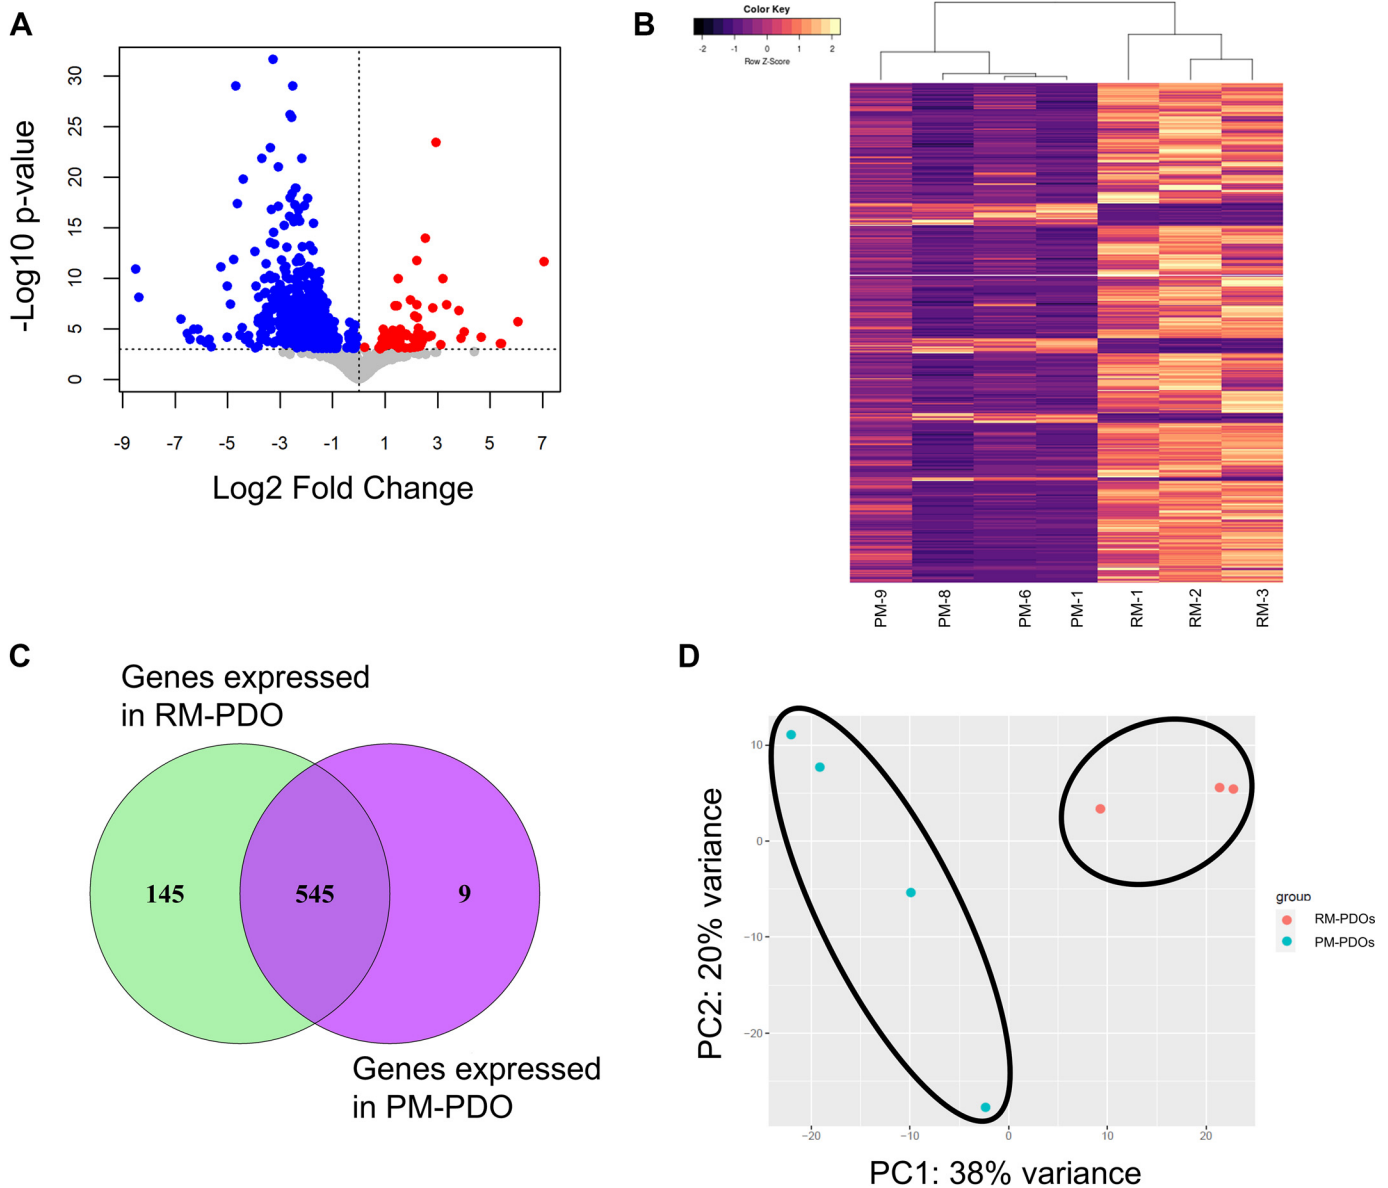 A
30
25
20
15
10
5
0
-Log10 p-value
-9 -7 -5 -3 -1 1 3 5 7
Log2 Fold Change
B
Color Key
-2 -1 0 1 2
Row Z-Score
PM-9 PM-8 PM-6 PM-1 RM-1 RM-2 RM-3
C
Genes expressed
in RM-PDO
145 545 9
Genes expressed
in PM-PDO
D
10
0
−10
−20
PC2: 20% variance
−20 −10 0 10 20
PC1: 38% variance
group
RM-PDOs
PM-PDOs